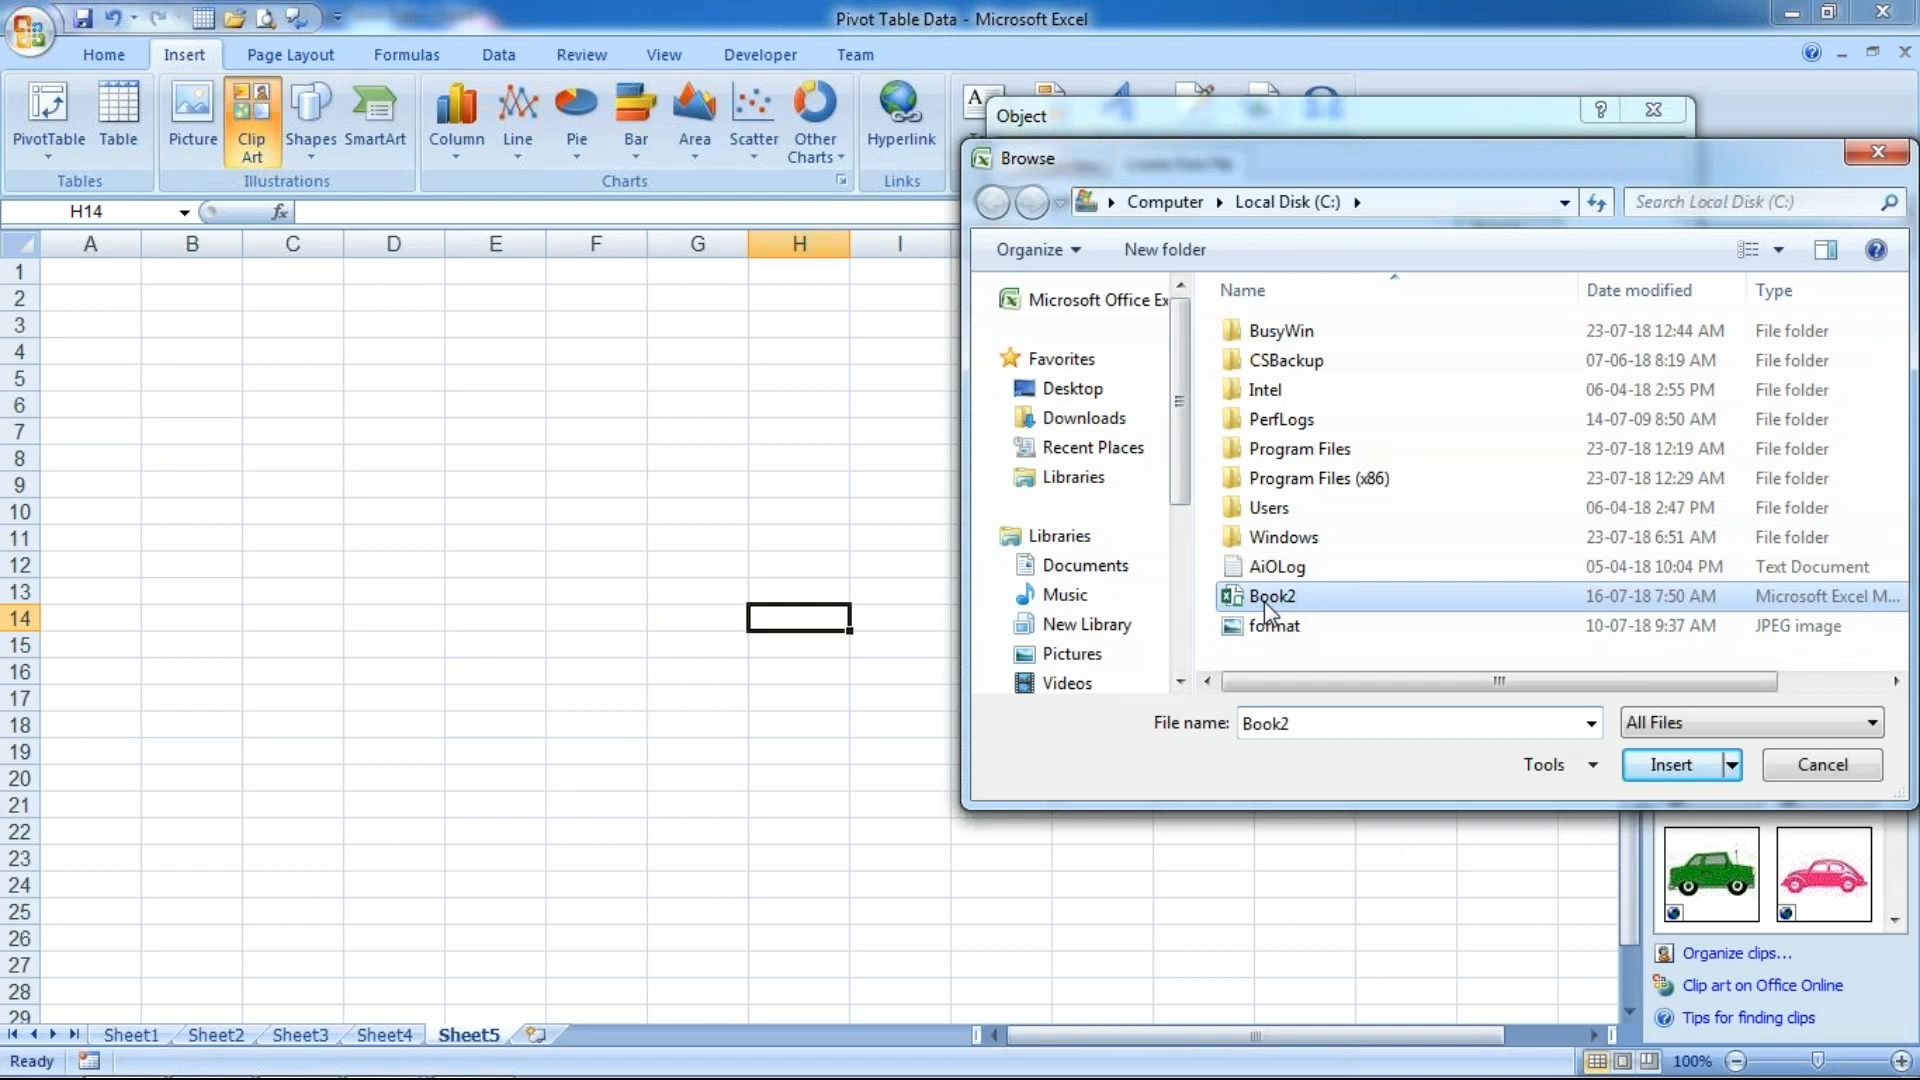 Pivot Table Data - Microsoft Excel
Home Insert Page Layout Formulas Data Review View Developer Team
PivotTable Table Picture Clip Art Shapes SmartArt Column Line Pie Bar Area Scatter Other Charts Hyperlink
Tables Illustrations Charts Links
Object
Browse
H14 fx
Computer Local Disk (C:) Search Local Disk (C:)
Organize New folder
A B C D E F G H I
1
2
3
4
5
6
7
8
9
10
11
12
13
14
15
16
17
18
19
20
21
22
23
24
25
26
27
28
29
Microsoft Office Ex
Favorites
Desktop
Downloads
Recent Places
Libraries
Libraries
Documents
Music
New Library
Pictures
Videos
Name Date modified Type
BusyWin 23-07-18 12:44 AM File folder
CSBackup 07-06-18 8:19 AM File folder
Intel 06-04-18 2:55 PM File folder
PerfLogs 14-07-09 8:50 AM File folder
Program Files 23-07-18 12:19 AM File folder
Program Files (x86) 23-07-18 12:29 AM File folder
Users 06-04-18 2:47 PM File folder
Windows 23-07-18 6:51 AM File folder
AiOLog 05-04-18 10:04 PM Text Document
Book2 16-07-18 7:50 AM Microsoft Excel M...
format 10-07-18 9:37 AM JPEG image
File name: Book2 All Files
Tools Insert Cancel
Organize clips...
Clip art on Office Online
Tips for finding clips
Sheet1 Sheet2 Sheet3 Sheet4 Sheet5
Ready 100%